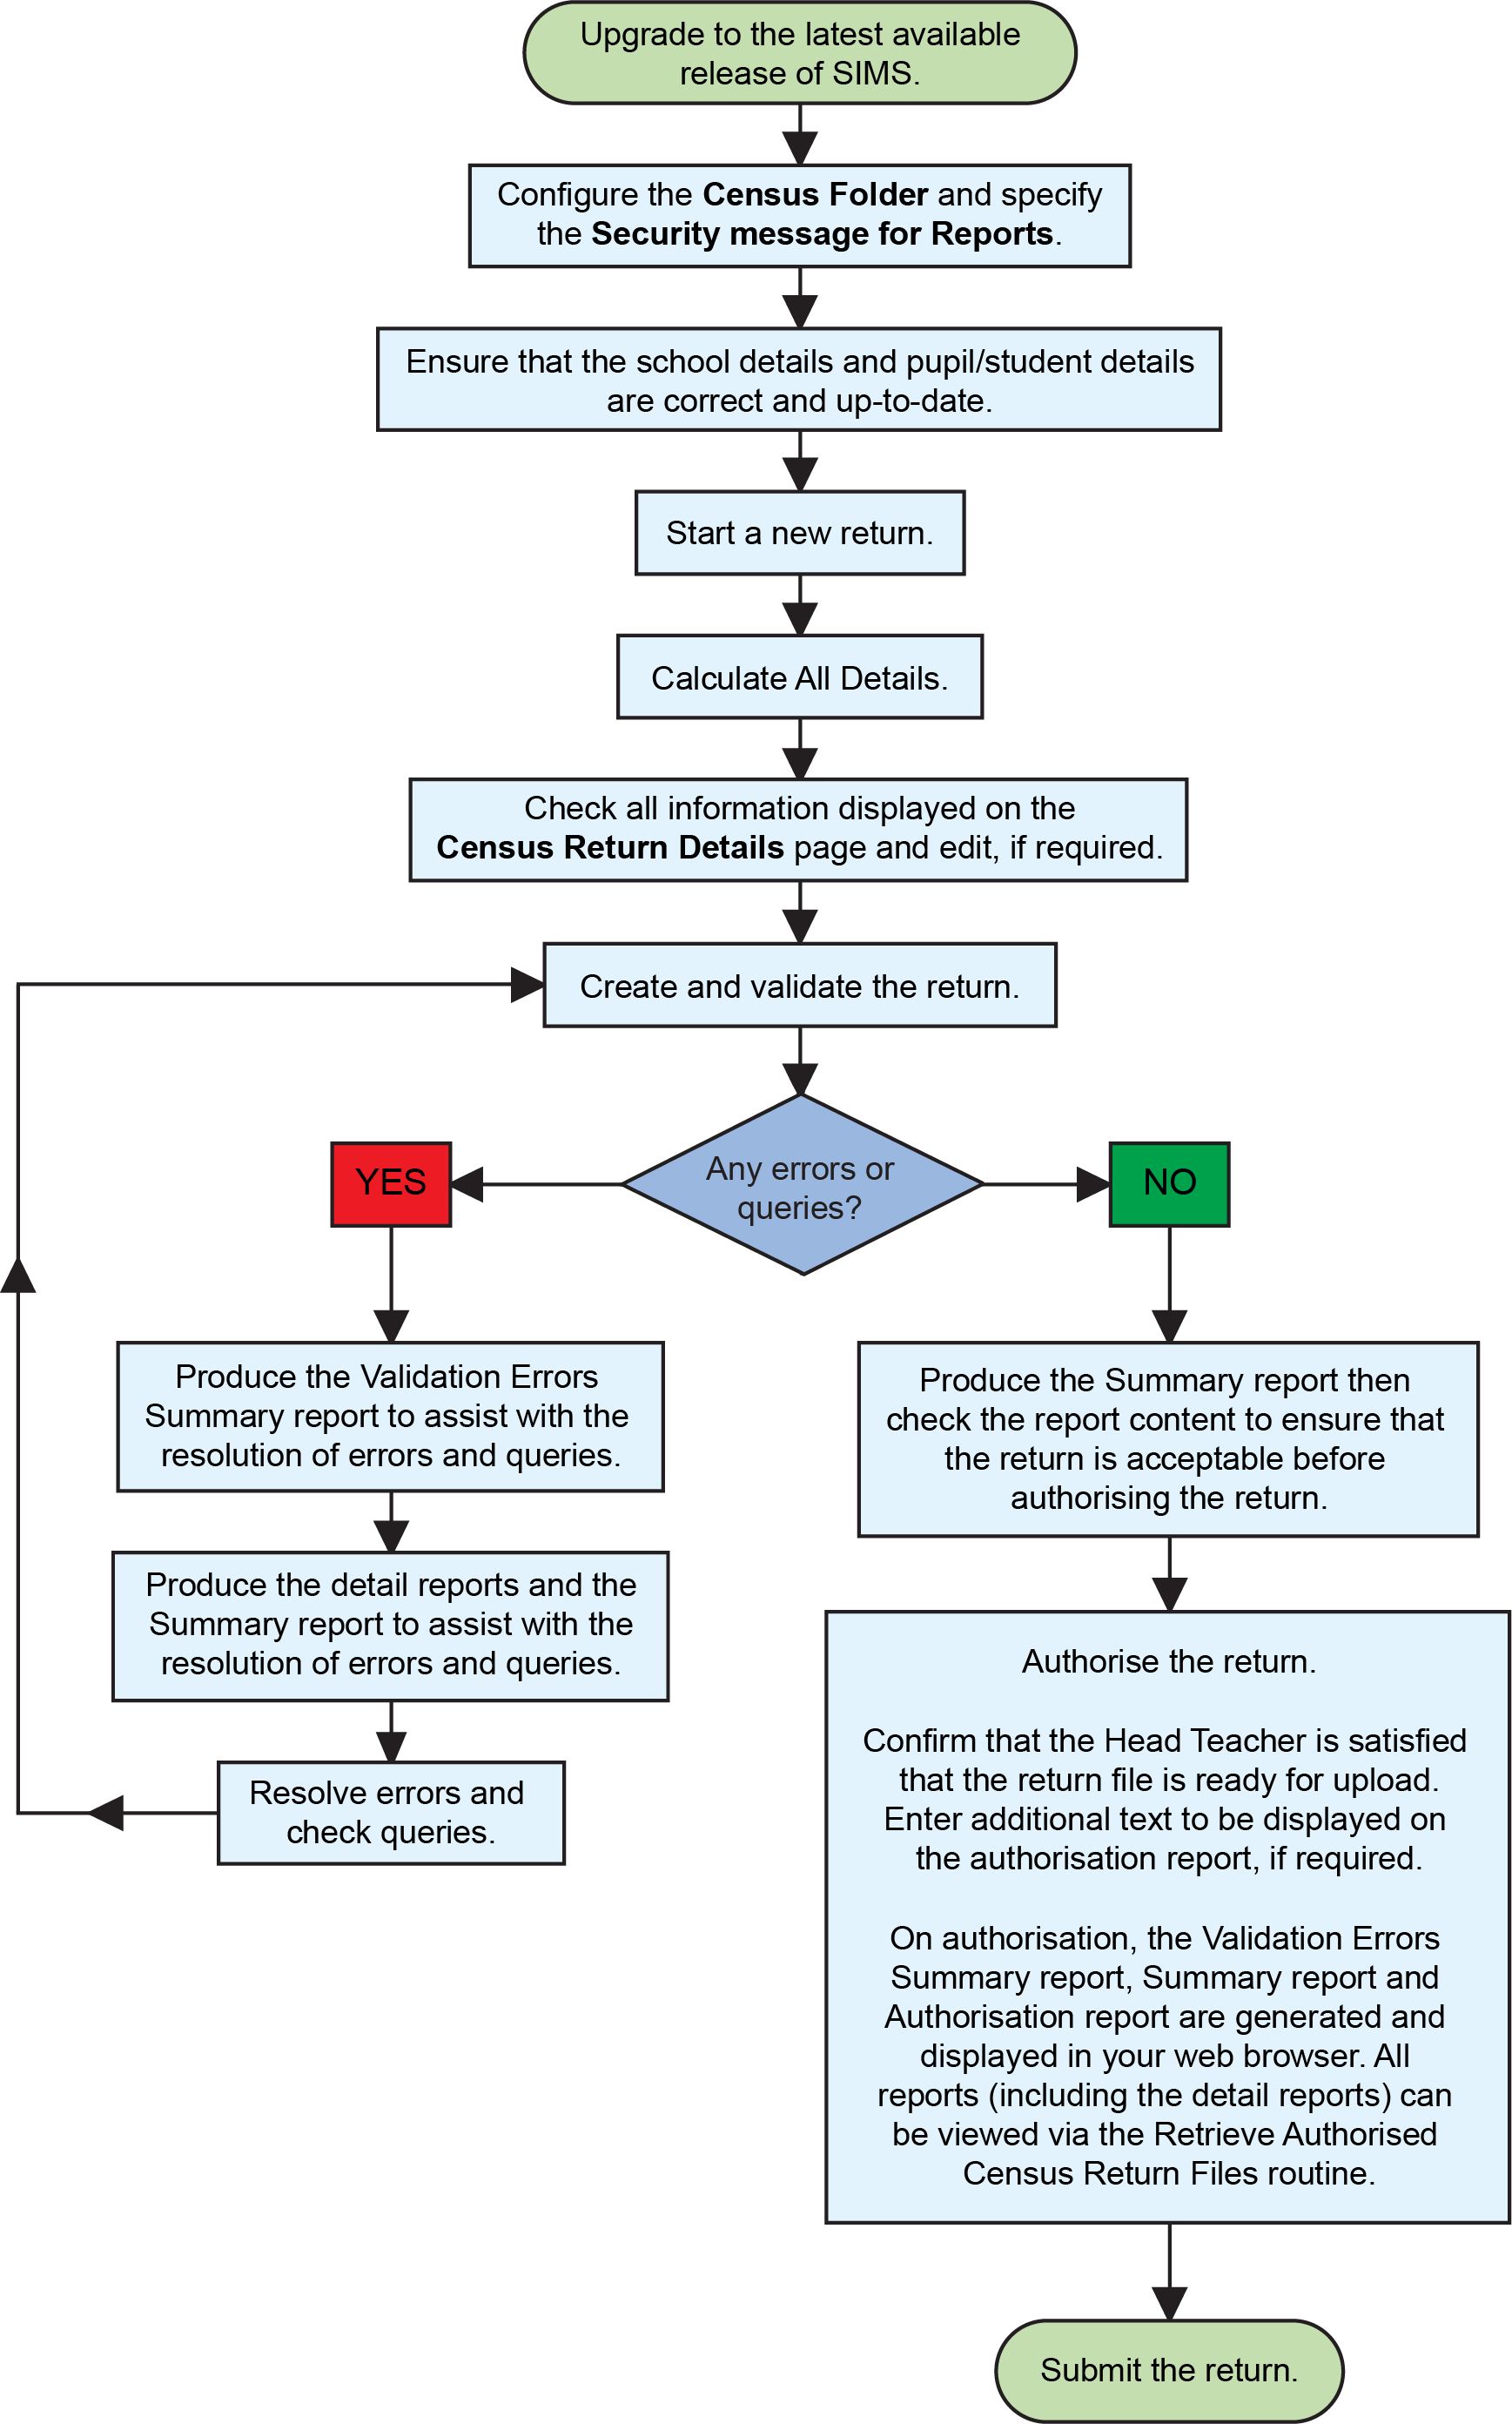 Upgrade to the latest available
release of SIMS.
Configure the Census Folder and specify
the Security message for Reports.
Ensure that the school details and pupil/student details
are correct and up-to-date.
Start a new return.
Calculate All Details.
Check all information displayed on the
Census Return Details page and edit, if required.
Create and validate the return.
Any errors or
queries?
YES
NO
Produce the Validation Errors
Summary report to assist with the
resolution of errors and queries.
Produce the detail reports and the
Summary report to assist with the
resolution of errors and queries.
Resolve errors and
check queries.
Produce the Summary report then
check the report content to ensure that
the return is acceptable before
authorising the return.
Authorise the return.
Confirm that the Head Teacher is satisfied
that the return file is ready for upload.
Enter additional text to be displayed on
the authorisation report, if required.
On authorisation, the Validation Errors
Summary report, Summary report and
Authorisation report are generated and
displayed in your web browser. All
reports (including the detail reports) can
be viewed via the Retrieve Authorised
Census Return Files routine.
Submit the return.